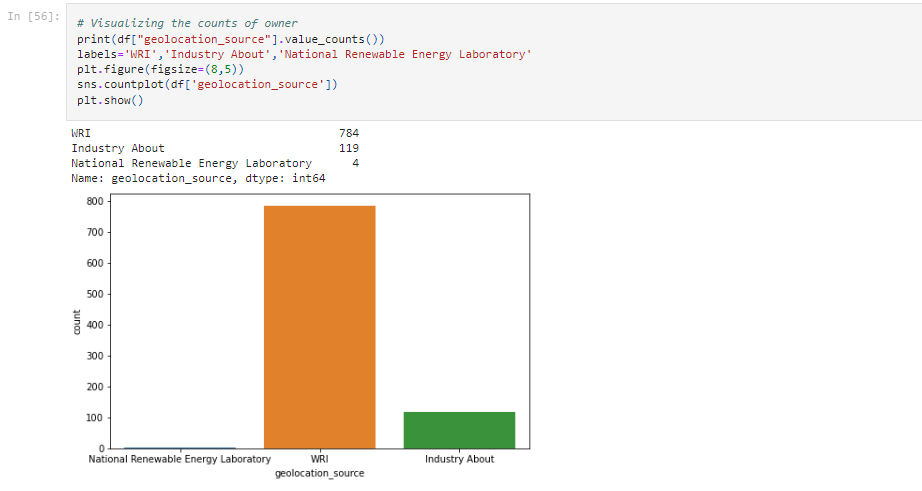 In [56]:
# Visualizing the counts of owner
print(df["geolocation_source"].value_counts())
labels='WRI','Industry About','National Renewable Energy Laboratory'
plt.figure(figsize=(8,5))
sns.countplot(df['geolocation_source'])
plt.show()
WRI 784
Industry About 119
National Renewable Energy Laboratory 4
Name: geolocation_source, dtype: int64
800
700
600
500
400
300
200
100
0
count
National Renewable Energy Laboratory WRI Industry About
geolocation_source